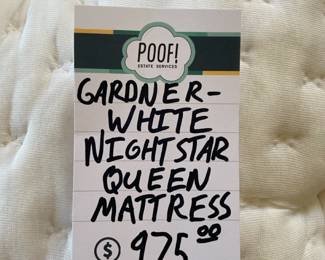 POOF!
ESTATE SERVICES
GARDNER-
WHITE
NIGHTSTAR
QUEEN
MATTRESS
$ 975.00